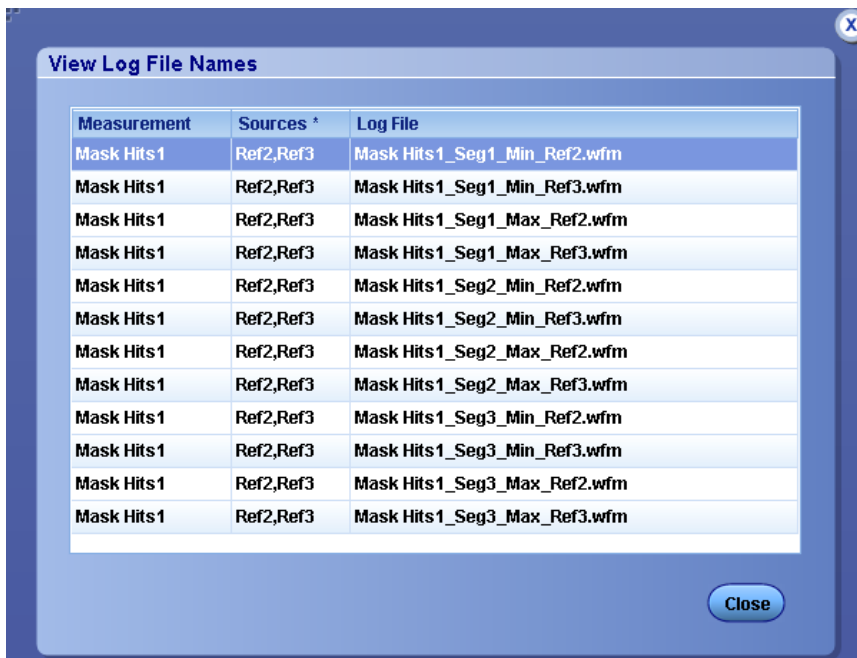 X
View Log File Names
Measurement Sources * Log File
Mask Hits1 Ref2,Ref3 Mask Hits1_Seg1_Min_Ref2.wfm
Mask Hits1 Ref2,Ref3 Mask Hits1_Seg1_Min_Ref3.wfm
Mask Hits1 Ref2,Ref3 Mask Hits1_Seg1_Max_Ref2.wfm
Mask Hits1 Ref2,Ref3 Mask Hits1_Seg1_Max_Ref3.wfm
Mask Hits1 Ref2,Ref3 Mask Hits1_Seg2_Min_Ref2.wfm
Mask Hits1 Ref2,Ref3 Mask Hits1_Seg2_Min_Ref3.wfm
Mask Hits1 Ref2,Ref3 Mask Hits1_Seg2_Max_Ref2.wfm
Mask Hits1 Ref2,Ref3 Mask Hits1_Seg2_Max_Ref3.wfm
Mask Hits1 Ref2,Ref3 Mask Hits1_Seg3_Min_Ref2.wfm
Mask Hits1 Ref2,Ref3 Mask Hits1_Seg3_Min_Ref3.wfm
Mask Hits1 Ref2,Ref3 Mask Hits1_Seg3_Max_Ref2.wfm
Mask Hits1 Ref2,Ref3 Mask Hits1_Seg3_Max_Ref3.wfm
Close